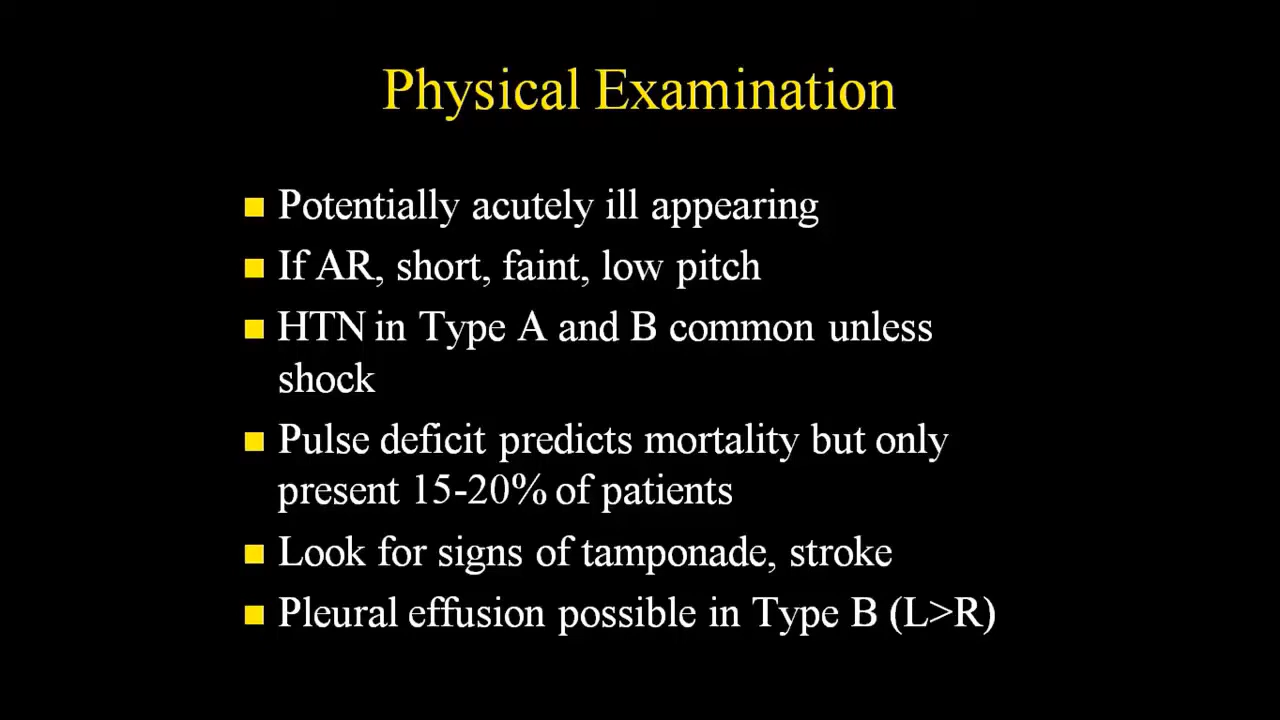 Physical Examination
Potentially acutely ill appearing
If AR, short, faint, low pitch
HTN in Type A and B common unless
shock
Pulse deficit predicts mortality but only
present 15-20% of patients
Look for signs of tamponade, stroke
Pleural effusion possible in Type B (L>R)